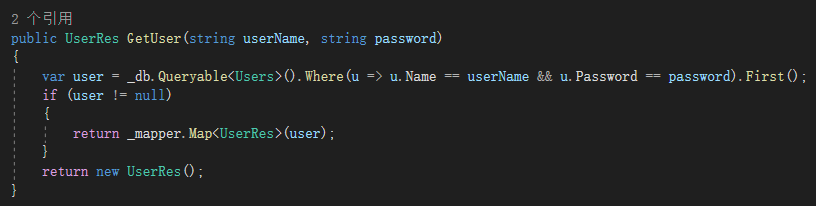 2 个引用
public UserRes GetUser(string userName, string password)
{
    var user = _db.Queryable<Users>().Where(u => u.Name == userName && u.Password == password).First();
    if (user != null)
    {
        return _mapper.Map<UserRes>(user);
    }
    return new UserRes();
}